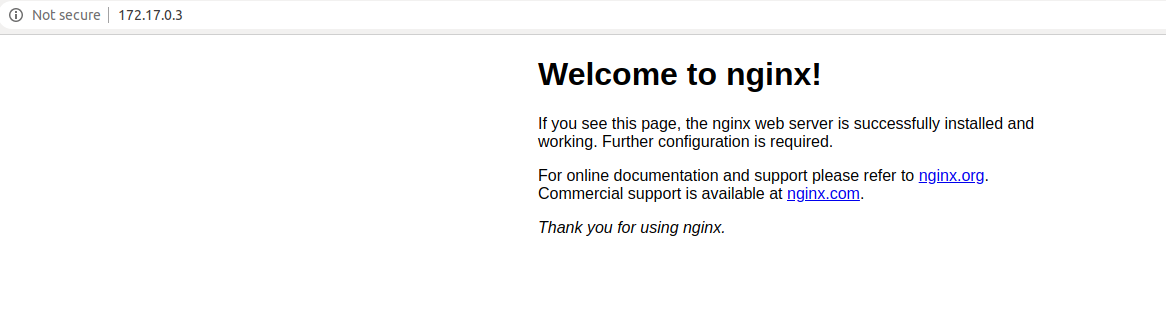 Not secure 172.17.0.3
Welcome to nginx!
If you see this page, the nginx web server is successfully installed and
working. Further configuration is required.
For online documentation and support please refer to nginx.org.
Commercial support is available at nginx.com.
Thank you for using nginx.